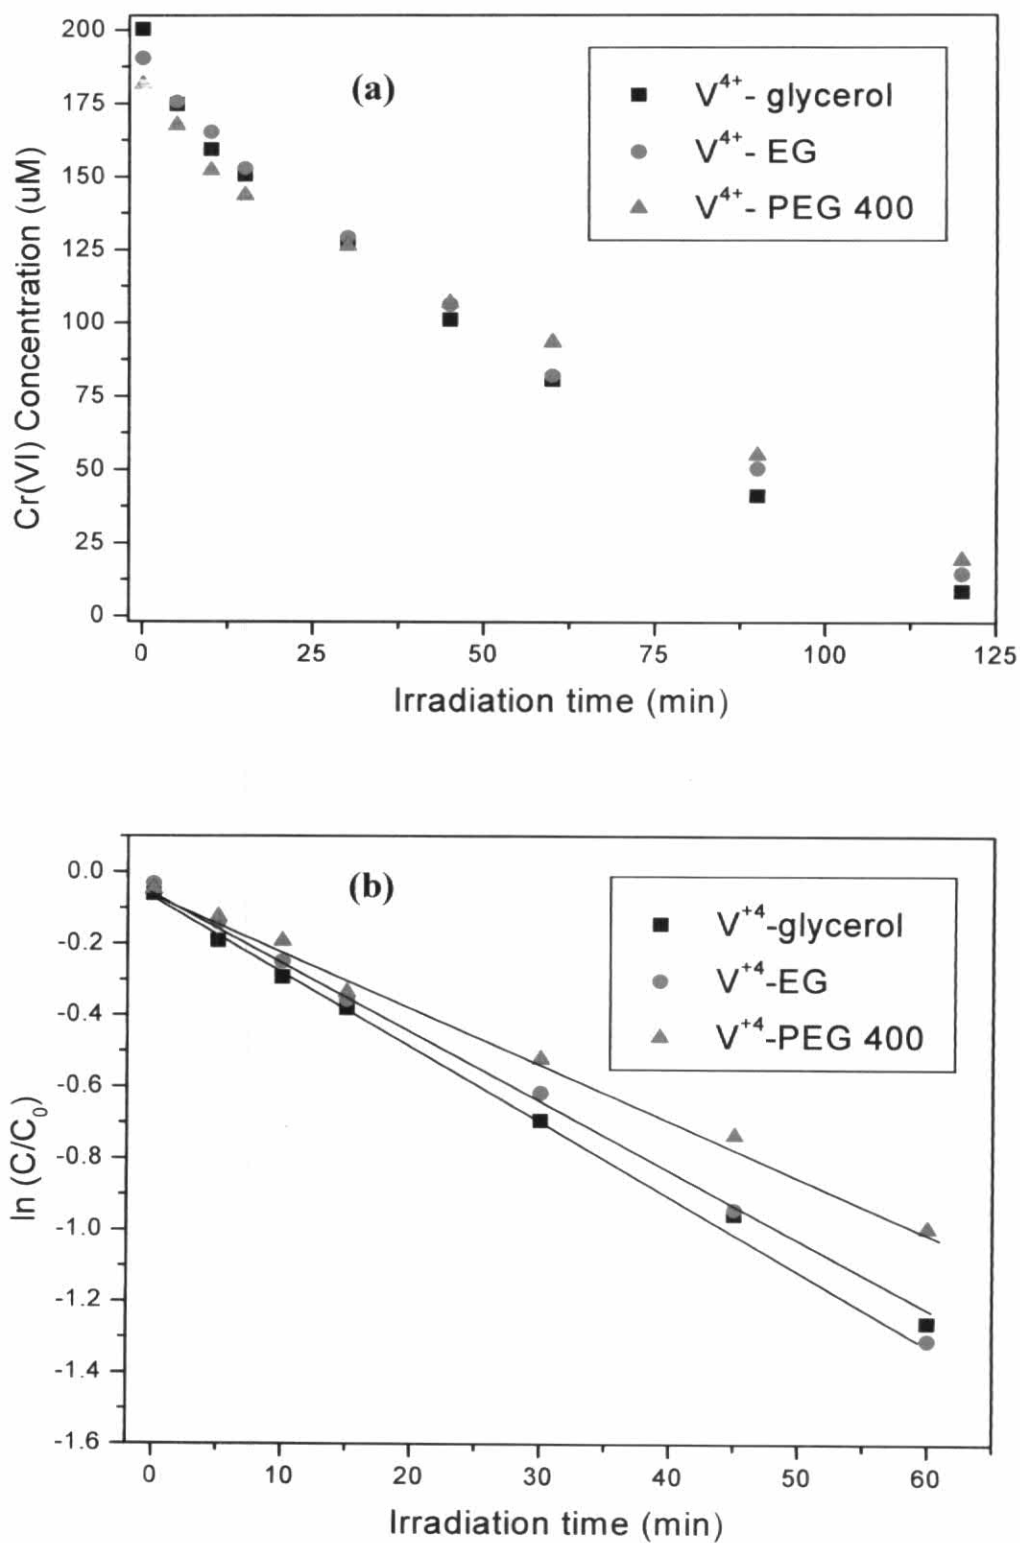 200
175
150
125
100
75
50
25
0
Cr(VI) Concentration (uM)
(a)
V⁴⁺- glycerol
V⁴⁺- EG
V⁴⁺- PEG 400
0 25 50 75 100 125
Irradiation time (min)
0.0
-0.2
-0.4
-0.6
-0.8
-1.0
-1.2
-1.4
-1.6
ln (C/C₀)
(b)
V⁺⁴-glycerol
V⁺⁴-EG
V⁺⁴-PEG 400
0 10 20 30 40 50 60
Irradiation time (min)